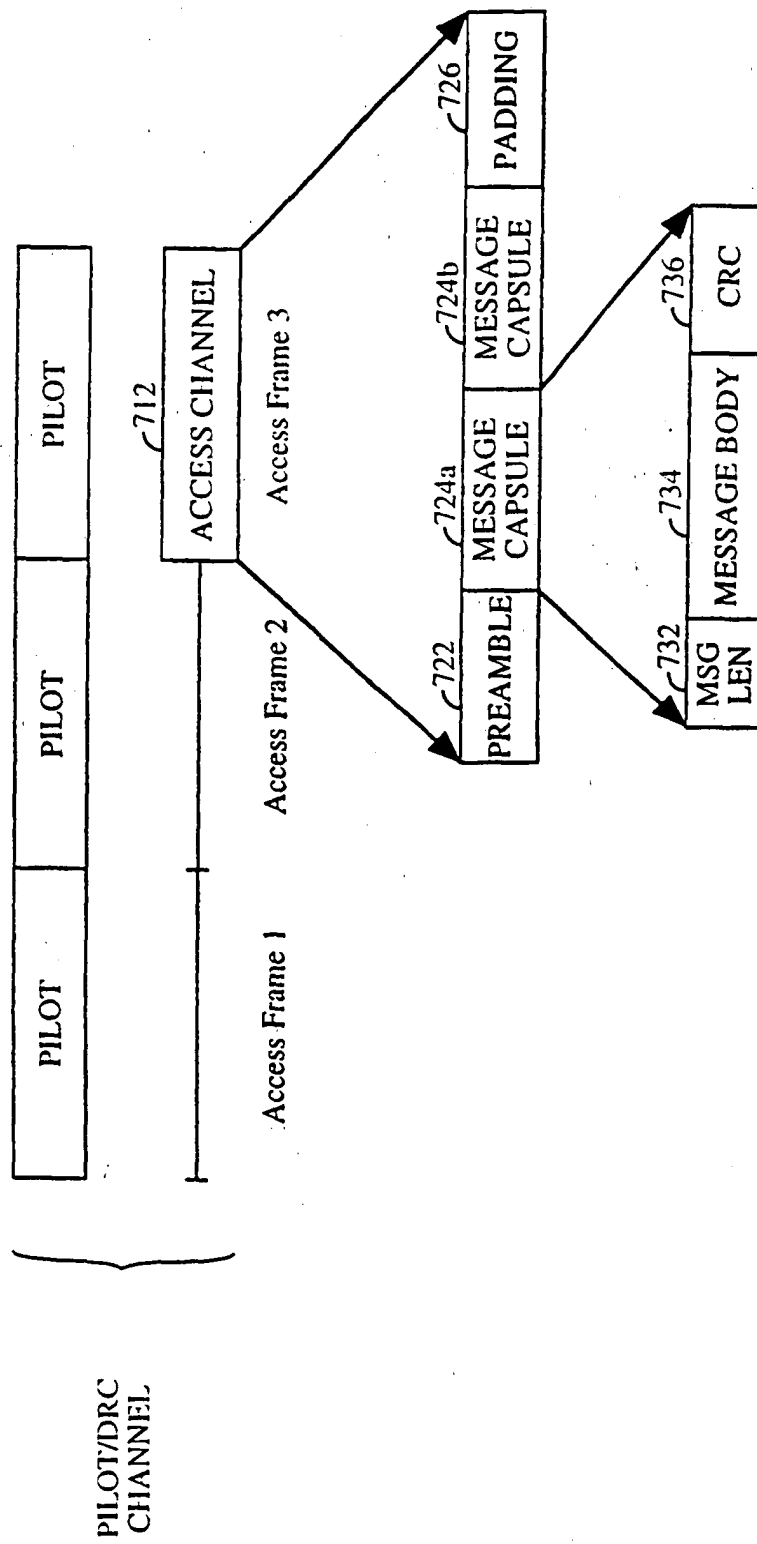 PILOT/DRC
CHANNEL
PILOT
PILOT
PILOT
712
ACCESS CHANNEL
Access Frame 1
Access Frame 2
Access Frame 3
722
724a
724b
726
PREAMBLE
MESSAGE
CAPSULE
MESSAGE
CAPSULE
PADDING
732
734
736
MSG
LEN
MESSAGE BODY
CRC